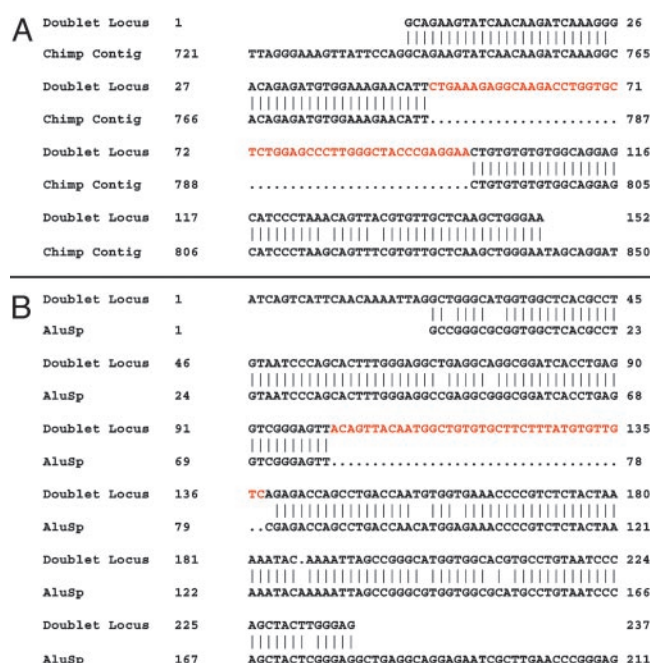 A
Doublet Locus 1 GCAGAAGTATCAACAAGATCAAAGGG 26
Chimp Contig 721 TTAGGGAAAGTTATTCCAGGCAGAAGTATCAACAAGATCAAAGGC 765
Doublet Locus 27 ACAGAGATGTGGAAAGAACATTCTGAAAGAGGCAAGACCTGGTGC 71
Chimp Contig 766 ACAGAGATGTGGAAAGAACATT....................... 787
Doublet Locus 72 TCTGGAGCCCTTGGGCTACCCGAGGAACTGTGTGTGTGGCAGGAG 116
Chimp Contig 788 ...........................CTGTGTGTGTGGCAGGAG 805
Doublet Locus 117 CATCCCTAAACAGTTACGTGTTGCTCAAGCTGGGAA 152
Chimp Contig 806 CATCCCTAAGCAGTTTCGTGTTGCTCAAGCTGGGAATAGCAGGAT 850
B
Doublet Locus 1 ATCAGTCATTCAACAAAATTAGGCTGGGCATGGTGGCTCACGCCT 45
AluSp 1 GCCGGGCGCGGTGGCTCACGCCT 23
Doublet Locus 46 GTAATCCCAGCACTTTGGGAGGCTGAGGCAGGCGGATCACCTGAG 90
AluSp 24 GTAATCCCAGCACTTTGGGAGGCCGAGGCGGGCGGATCACCTGAG 68
Doublet Locus 91 GTCGGGAGTTACAGTTACAATGGCTGTGTGCTTCTTTATGTGTTG 135
AluSp 69 GTCGGGAGTT................................... 78
Doublet Locus 136 TCAGAGACCAGCCTGACCAATGTGGTGAAACCCCGTCTCTACTAA 180
AluSp 79 ..CGAGACCAGCCTGACCAACATGGAGAAACCCCGTCTCTACTAA 121
Doublet Locus 181 AAATAC.AAAATTAGCCGGGCATGGTGGCACGTGCCTGTAATCCC 224
AluSp 122 AAATACAAAAATTAGCCGGGCGTGGTGGCGCATGCCTGTAATCCC 166
Doublet Locus 225 AGCTACTTGGGAG 237
AluSp 167 AGCTACTCGGGAGGCTGAGGCAGGAGAATCGCTTGAACCCGGGAG 211